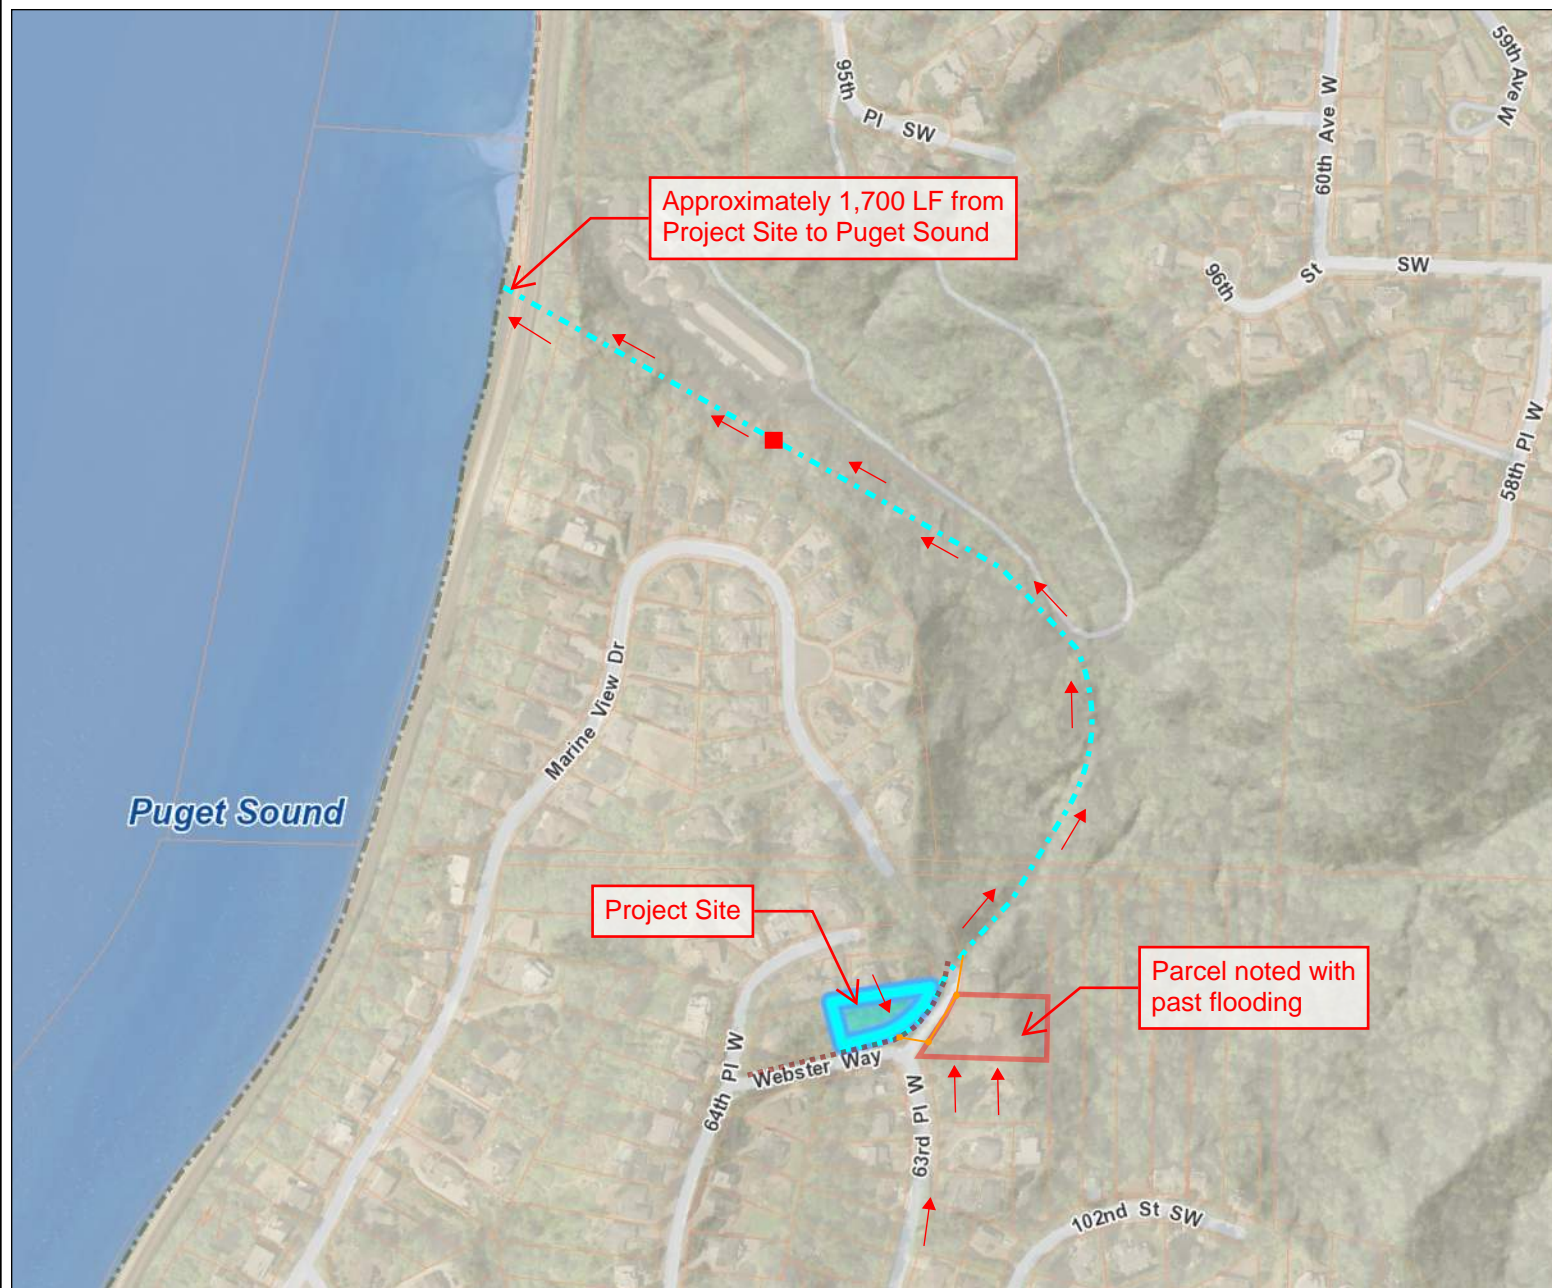 59th Ave W
95th
Pl SW
60th Ave W
Approximately 1,700 LF from
Project Site to Puget Sound
96th
St
SW
58th Pl W
Marine View Dr
Puget Sound
Project Site
Parcel noted with
past flooding
64th Pl W
Webster Way
63rd Pl W
102nd St SW